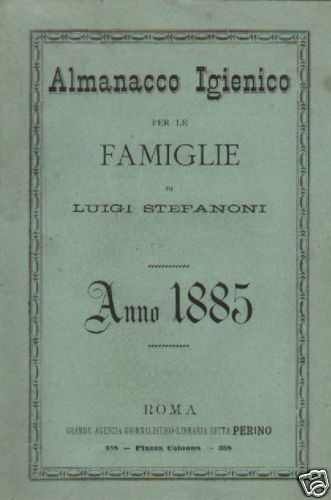 Almanacco Igienico
PER LE
FAMIGLIE
DI
LUIGI STEFANONI
Anno 1885
ROMA
GRANDE AGENZIA GIORNALISTICO-LIBRARIA DITTA PERINO
358 — Piazza Colonna — 358